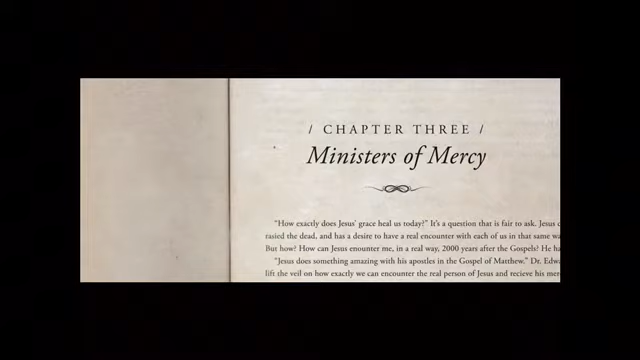 / CHAPTER THREE /
Ministers of Mercy
"How exactly does Jesus' grace heal us today?" It's a question that is fair to ask. Jesus
rasied the dead, and has a desire to have a real encounter with each of us in that same
But how? How can Jesus enounter me, in a real way, 2000 years after the Gospels? He
"Jesus does something amazing with his apostles in the Gospel of Matthew." Dr.
lift the veil on how exactly we can encounter the real person of Jesus and recieve his